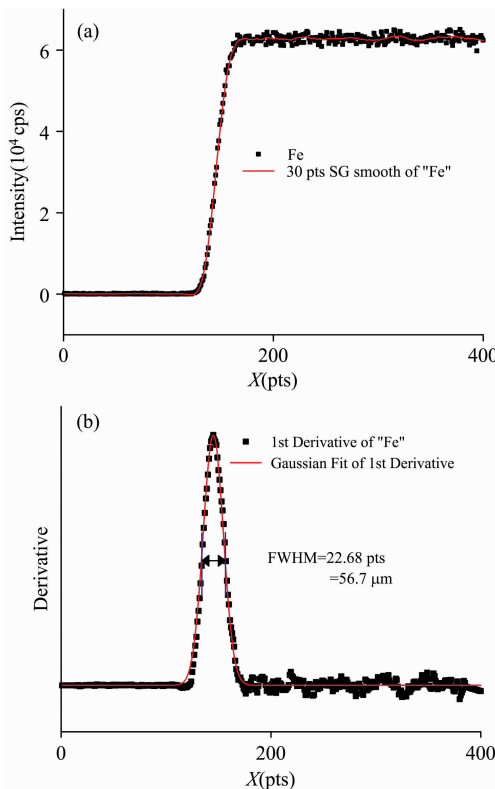 (a)
6
4
2
0
Intensity(10⁴ cps)
Fe
30 pts SG smooth of "Fe"
0 200 400
X(pts)
(b)
1st Derivative of "Fe"
Gaussian Fit of 1st Derivative
FWHM=22.68 pts
=56.7 μm
Derivative
0 200 400
X(pts)